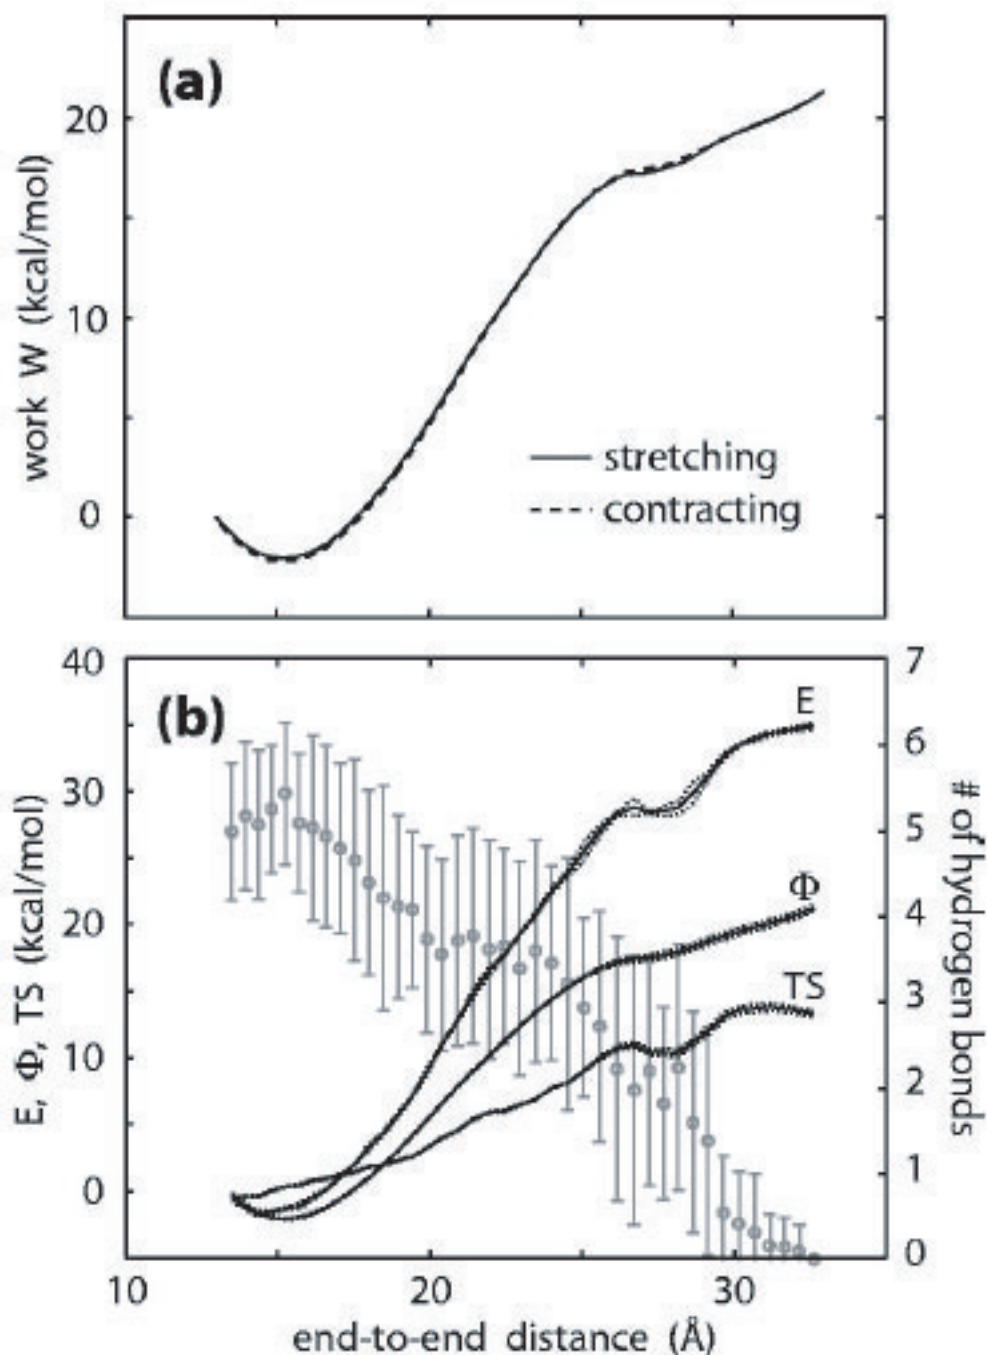 (a)
20
10
0
work W (kcal/mol)
stretching
contracting
(b)
40
30
20
10
0
E, Φ, TS (kcal/mol)
E
Φ
TS
7
6
5
4
3
2
1
0
# of hydrogen bonds
10 20 30
end-to-end distance (Å)